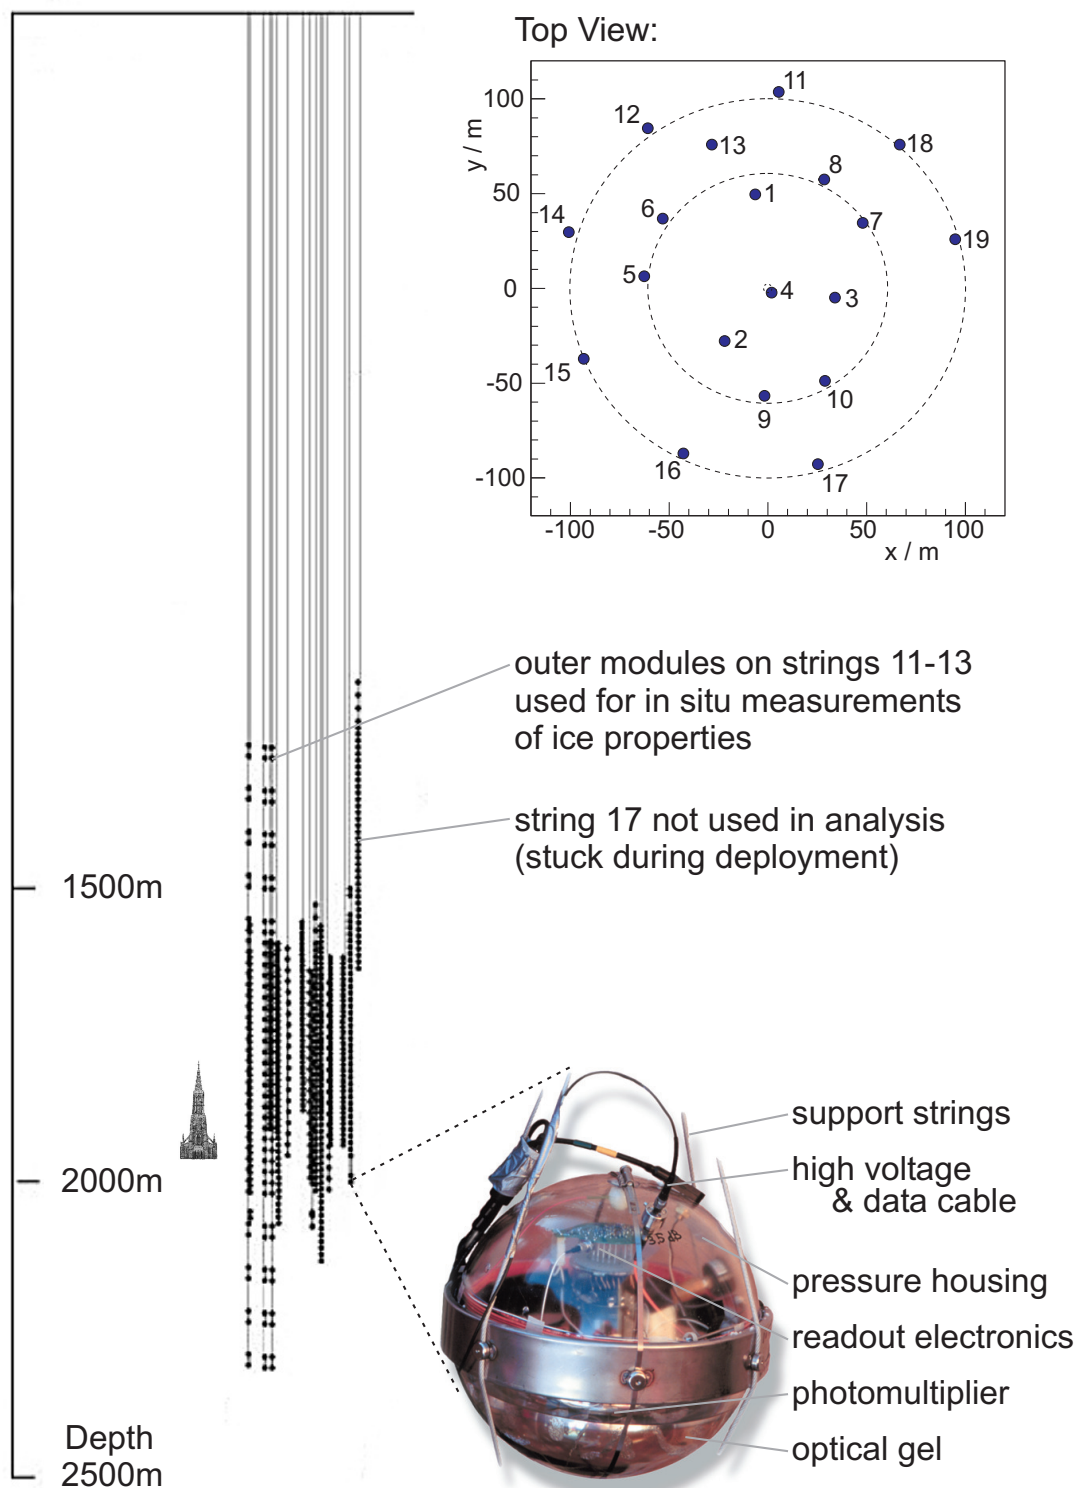 Top View:
y / m
100
50
0
-50
-100
-100
-50
0
50
100
x / m
11
12
13
18
8
1
6
14
7
19
5
4
3
2
15
10
9
16
17
outer modules on strings 11-13
used for in situ measurements
of ice properties
string 17 not used in analysis
(stuck during deployment)
1500m
2000m
Depth
2500m
support strings
high voltage
& data cable
pressure housing
readout electronics
photomultiplier
optical gel